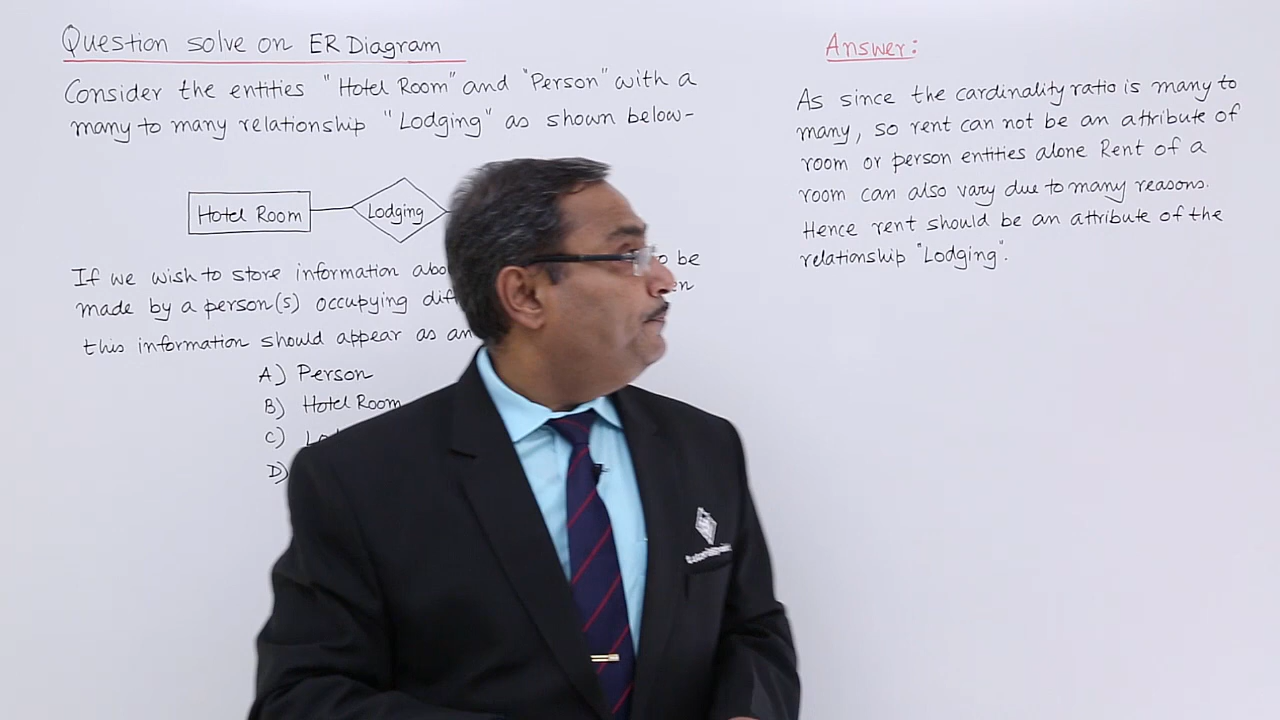 Question solve on ER Diagram
Consider the entities "Hotel Room" and "Person" with a
many to many relationship "Lodging" as shown below-
Hotel Room
Lodging
If we wish to store information abo to be
made by a person(s) occupying dif en
this information should appear as an
A) Person
B) Hotel Room
C) Lo
D)
Answer:
As since the cardinality ratio is many to
many, so rent can not be an attribute of
room or person entities alone Rent of a
room can also vary due to many reasons.
Hence rent should be an attribute of the
relationship "Lodging".